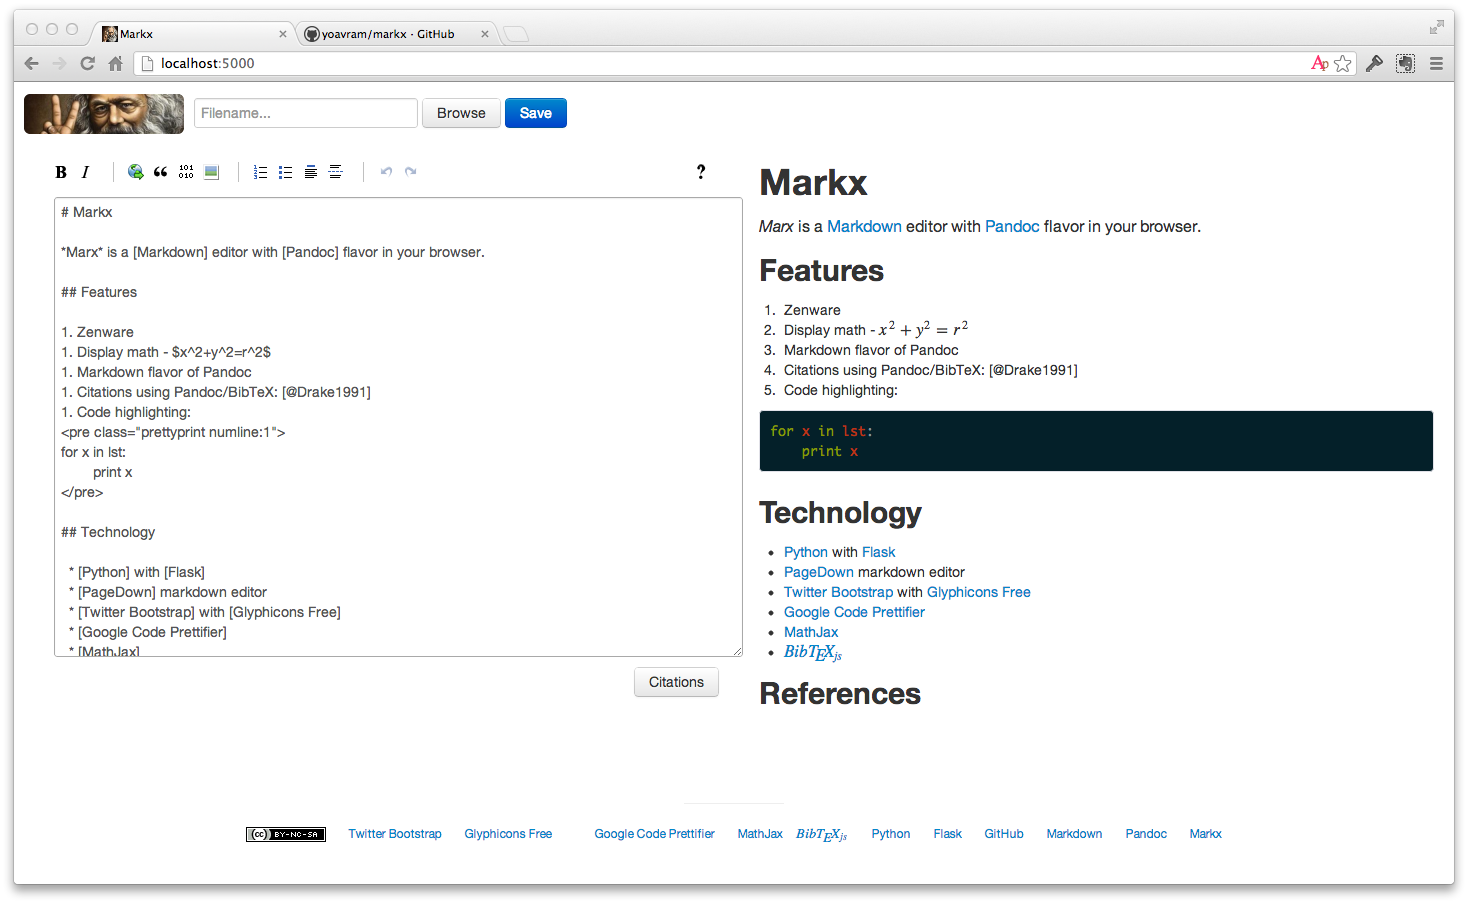 Markx
yoavram/markx · GitHub
localhost:5000
Filename...
Browse
Save
B I
101
010
?
# Markx
*Marx* is a [Markdown] editor with [Pandoc] flavor in your browser.
## Features
1. Zenware
1. Display math - $x^2+y^2=r^2$
1. Markdown flavor of Pandoc
1. Citations using Pandoc/BibTeX: [@Drake1991]
1. Code highlighting:
<pre class="prettyprint numline:1">
for x in lst:
        print x
</pre>
## Technology
* [Python] with [Flask]
* [PageDown] markdown editor
* [Twitter Bootstrap] with [Glyphicons Free]
* [Google Code Prettifier]
* [MathJax]
Citations
Markx
Marx is a Markdown editor with Pandoc flavor in your browser.
Features
1. Zenware
2. Display math - x² + y² = r²
3. Markdown flavor of Pandoc
4. Citations using Pandoc/BibTeX: [@Drake1991]
5. Code highlighting:
for x in lst:
    print x
Technology
• Python with Flask
• PageDown markdown editor
• Twitter Bootstrap with Glyphicons Free
• Google Code Prettifier
• MathJax
• BibTEXjs
References
(cc) BY-NC-SA Twitter Bootstrap Glyphicons Free Google Code Prettifier MathJax BibTEXjs Python Flask GitHub Markdown Pandoc Markx